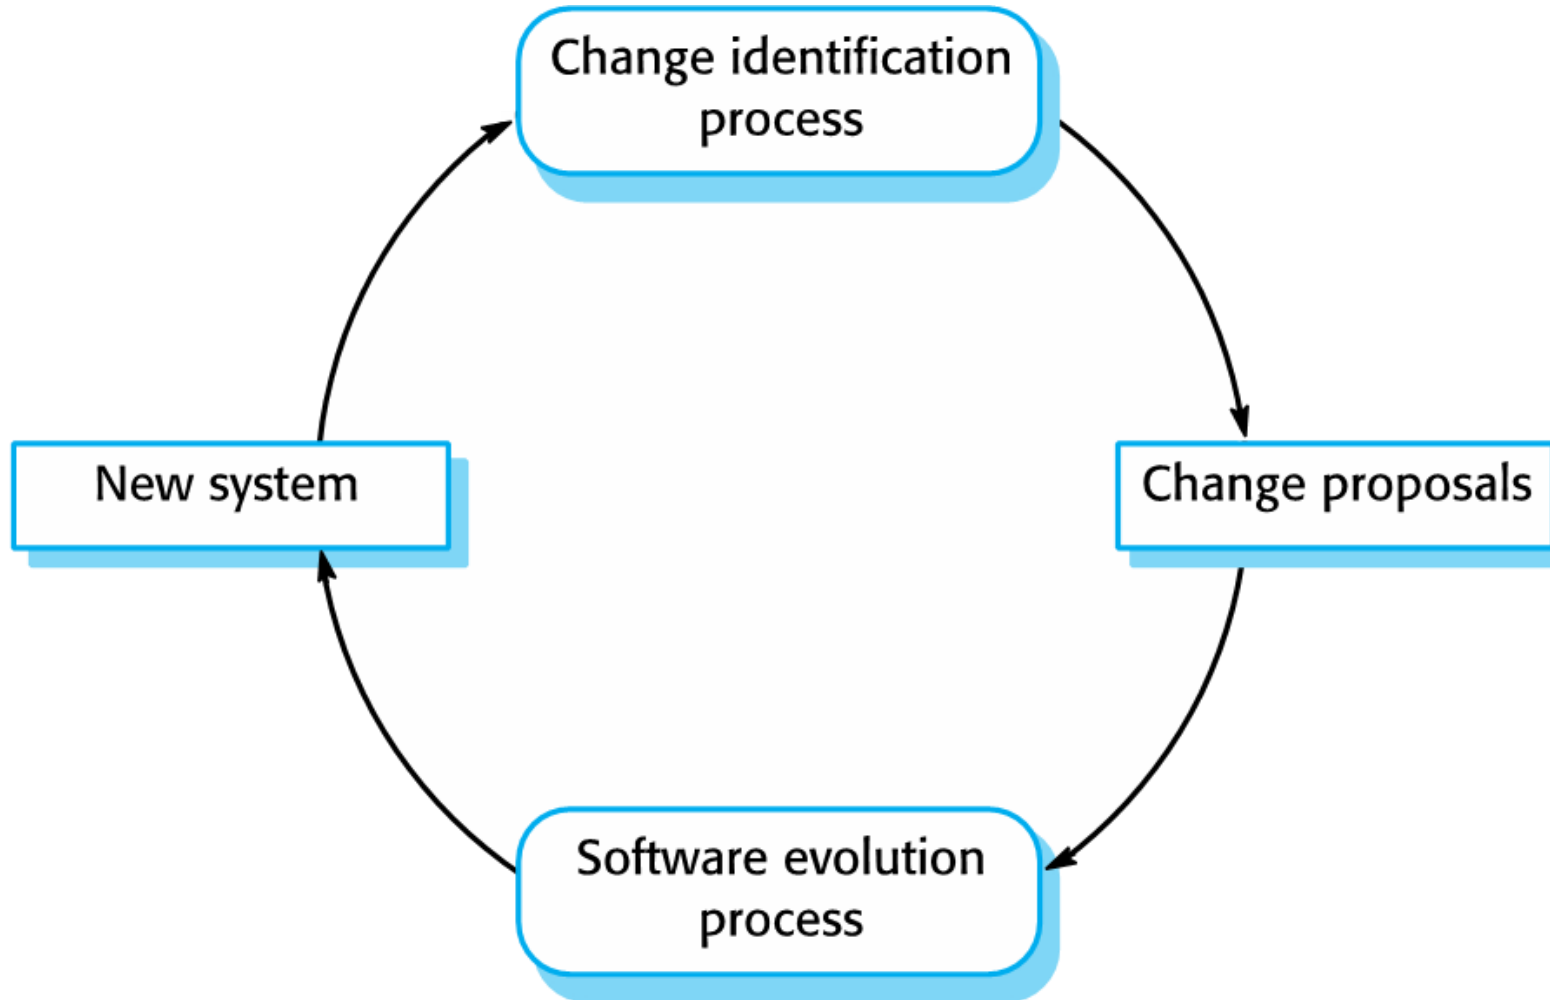 Change identification
process
New system
Change proposals
Software evolution
process